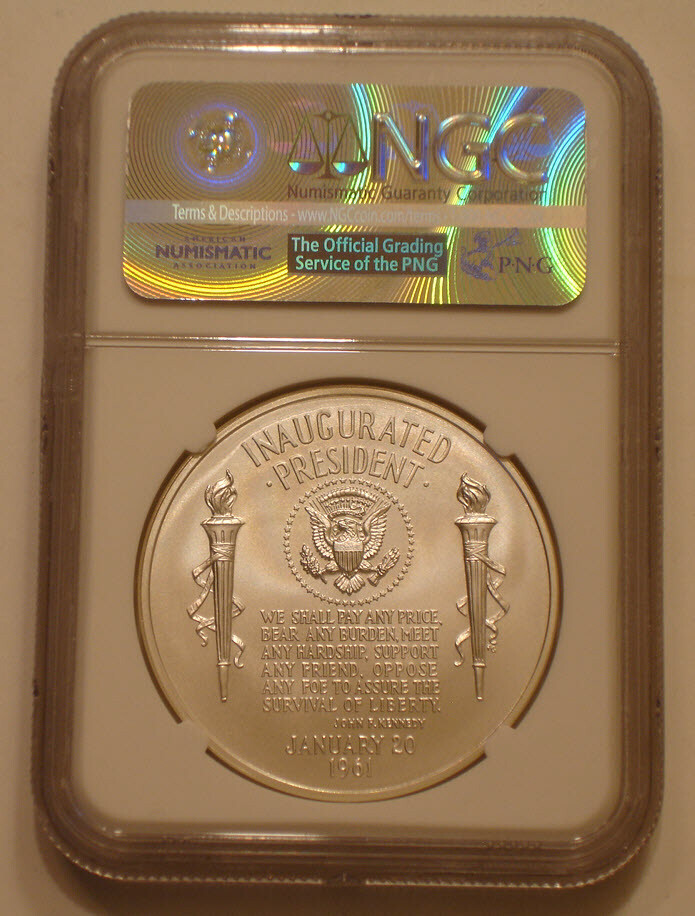 NGC
Numismatic Guaranty Corporation
Terms & Descriptions - www.NGCcoin.com/terms
AMERICAN
NUMISMATIC
ASSOCIATION
The Official Grading
Service of the PNG
P·N·G
INAUGURATED
·PRESIDENT·
WE SHALL PAY ANY PRICE,
BEAR ANY BURDEN, MEET
ANY HARDSHIP, SUPPORT
ANY FRIEND, OPPOSE
ANY FOE TO ASSURE THE
SURVIVAL OF LIBERTY.
JOHN F. KENNEDY
JANUARY 20
1961